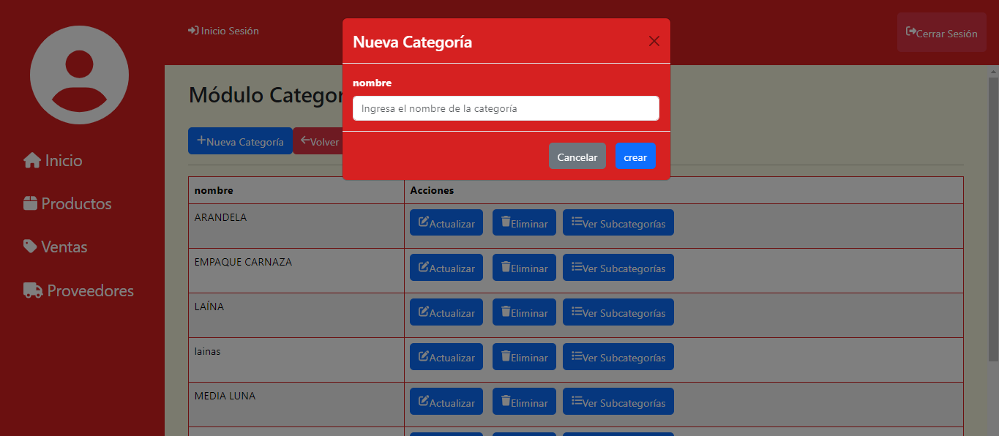 Inicio Sesión
Cerrar Sesión
Inicio
Productos
Ventas
Proveedores
Nueva Categoría
nombre
Ingresa el nombre de la categoría
Cancelar crear
Módulo Categor
Nueva Categoría Volver
nombre Acciones
ARANDELA Actualizar Eliminar Ver Subcategorías
EMPAQUE CARNAZA Actualizar Eliminar Ver Subcategorías
LAÍNA Actualizar Eliminar Ver Subcategorías
lainas Actualizar Eliminar Ver Subcategorías
MEDIA LUNA Actualizar Eliminar Ver Subcategorías